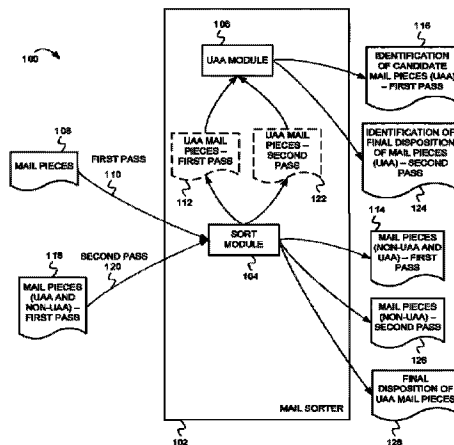 100
106
UAA MODULE
116
IDENTIFICATION
OF CANDIDATE
MAIL PIECES (UAA)
– FIRST PASS
108
MAIL PIECES
FIRST PASS
110
UAA MAIL
PIECES –
FIRST PASS
112
UAA MAIL
PIECES –
SECOND
PASS
122
IDENTIFICATION OF
FINAL DISPOSITION
OF MAIL PIECES
(UAA) – SECOND
PASS
124
118
MAIL PIECES
(UAA AND
NON-UAA) –
FIRST PASS
SECOND PASS
120
SORT
MODULE
104
114
MAIL PIECES
(NON-UAA AND
UAA) – FIRST
PASS
MAIL PIECES
(NON-UAA) –
SECOND PASS
126
FINAL
DISPOSITION OF
UAA MAIL PIECES
128
MAIL SORTER
102